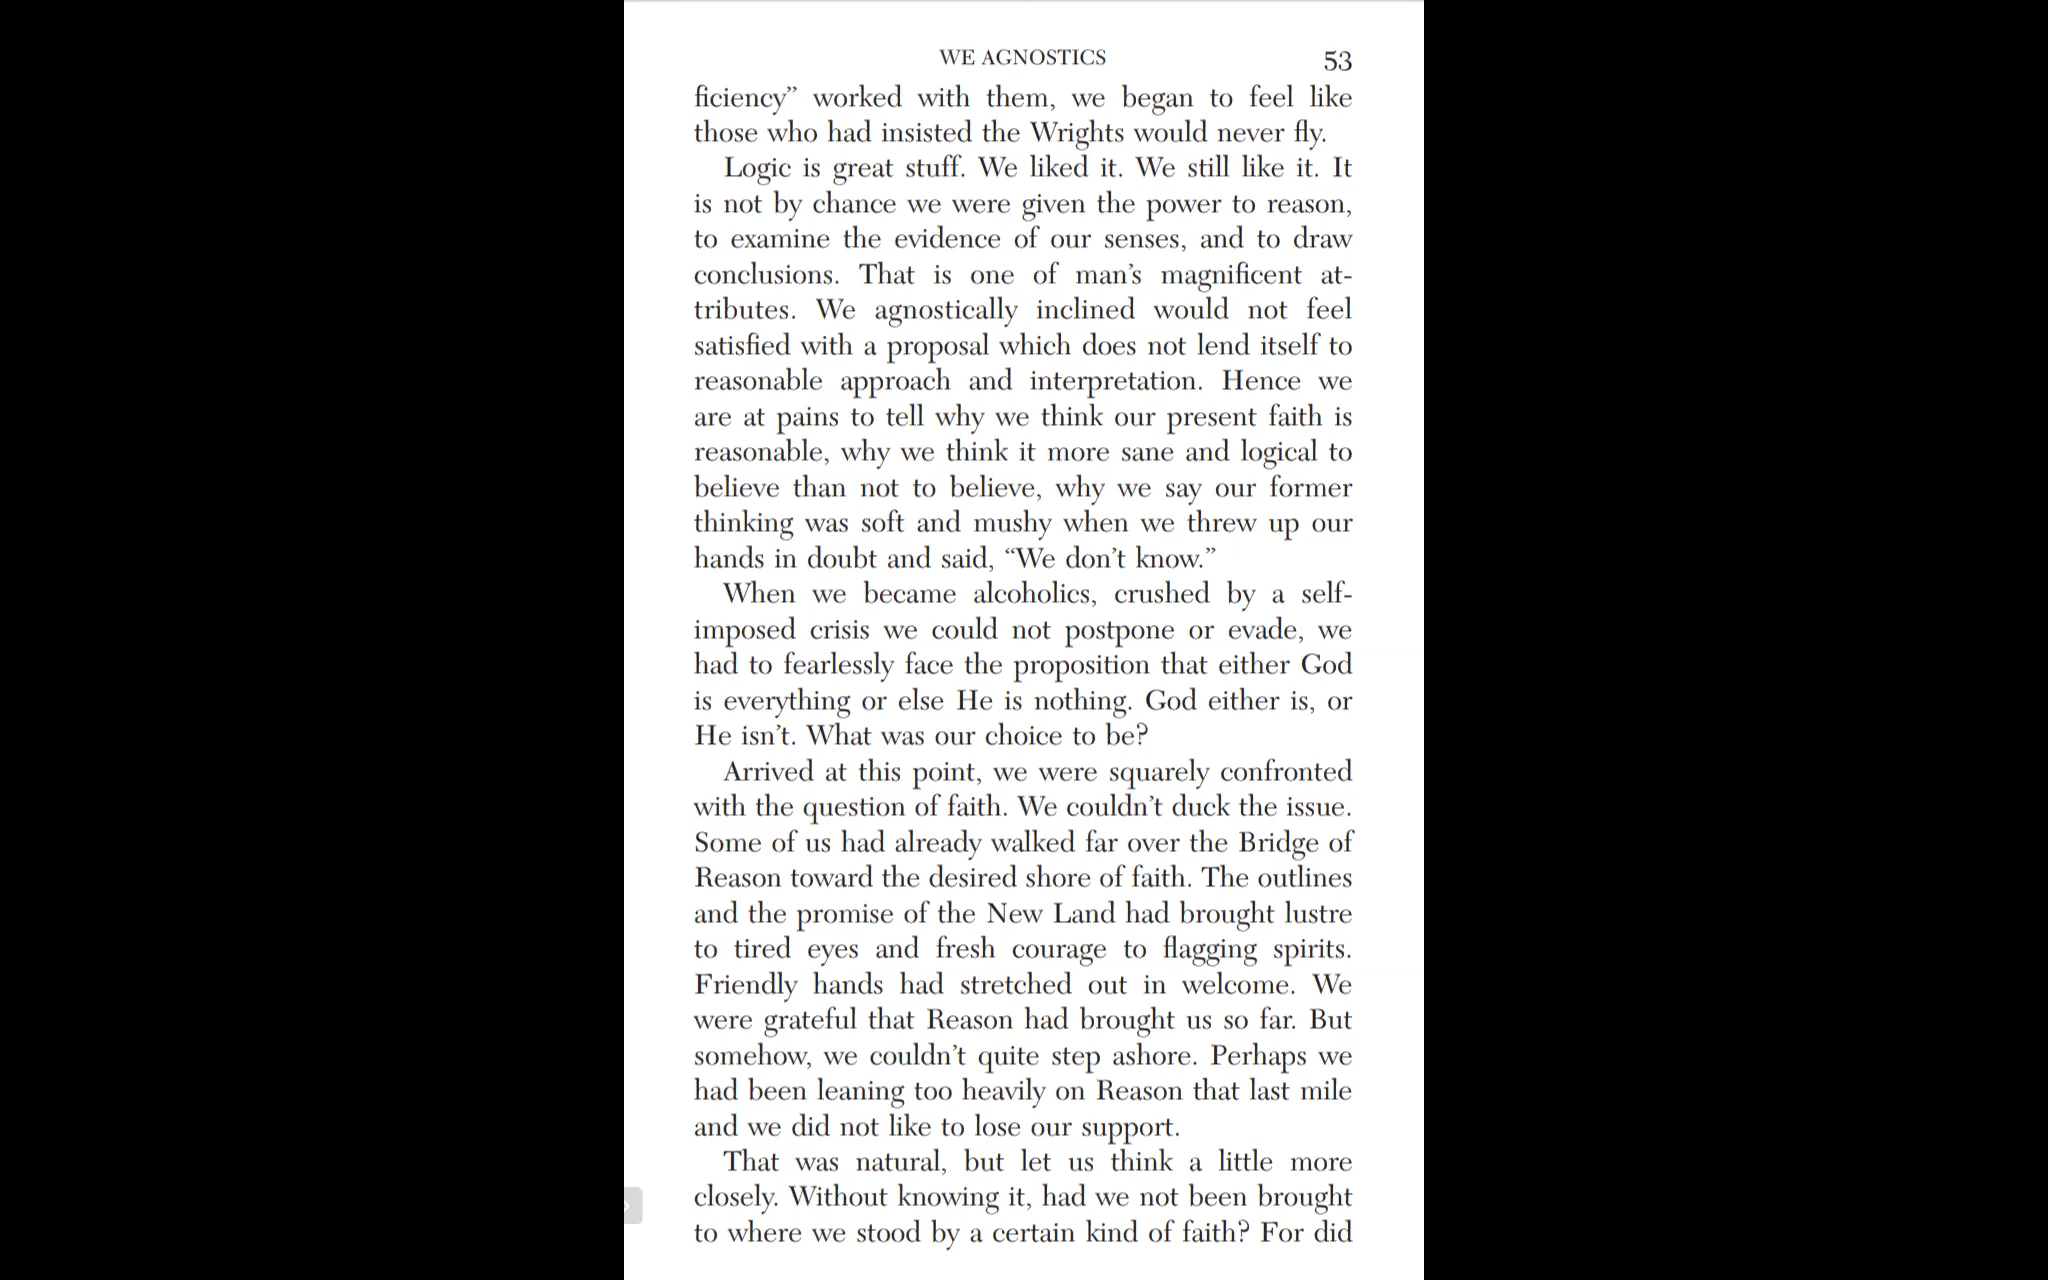 WE AGNOSTICS 53
ficiency” worked with them, we began to feel like
those who had insisted the Wrights would never fly.
Logic is great stuff. We liked it. We still like it. It
is not by chance we were given the power to reason,
to examine the evidence of our senses, and to draw
conclusions. That is one of man’s magnificent at-
tributes. We agnostically inclined would not feel
satisfied with a proposal which does not lend itself to
reasonable approach and interpretation. Hence we
are at pains to tell why we think our present faith is
reasonable, why we think it more sane and logical to
believe than not to believe, why we say our former
thinking was soft and mushy when we threw up our
hands in doubt and said, “We don’t know.”
When we became alcoholics, crushed by a self-
imposed crisis we could not postpone or evade, we
had to fearlessly face the proposition that either God
is everything or else He is nothing. God either is, or
He isn’t. What was our choice to be?
Arrived at this point, we were squarely confronted
with the question of faith. We couldn’t duck the issue.
Some of us had already walked far over the Bridge of
Reason toward the desired shore of faith. The outlines
and the promise of the New Land had brought lustre
to tired eyes and fresh courage to flagging spirits.
Friendly hands had stretched out in welcome. We
were grateful that Reason had brought us so far. But
somehow, we couldn’t quite step ashore. Perhaps we
had been leaning too heavily on Reason that last mile
and we did not like to lose our support.
That was natural, but let us think a little more
closely. Without knowing it, had we not been brought
to where we stood by a certain kind of faith? For did